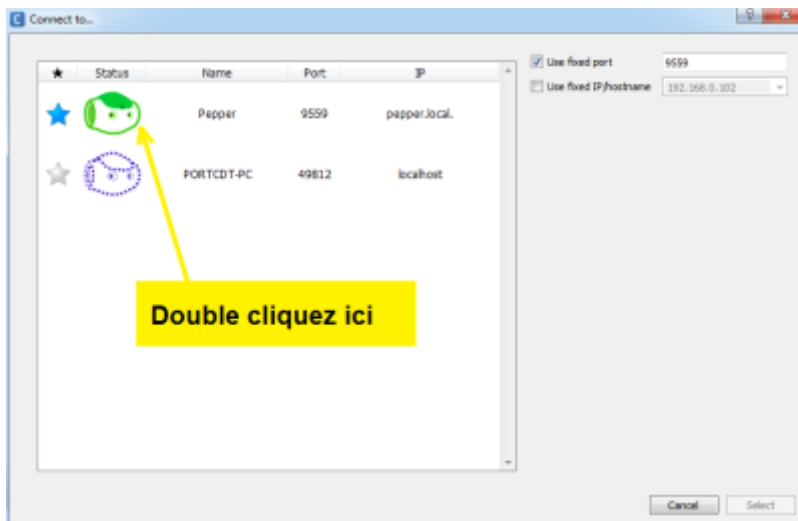 Connect to...
★ Status Name Port IP
Pepper 9559 pepper.local.
PORTCDT-PC 49812 localhost
Double cliquez ici
Use fixed port 9559
Use fixed IP/hostname 192.168.0.102
Cancel Select